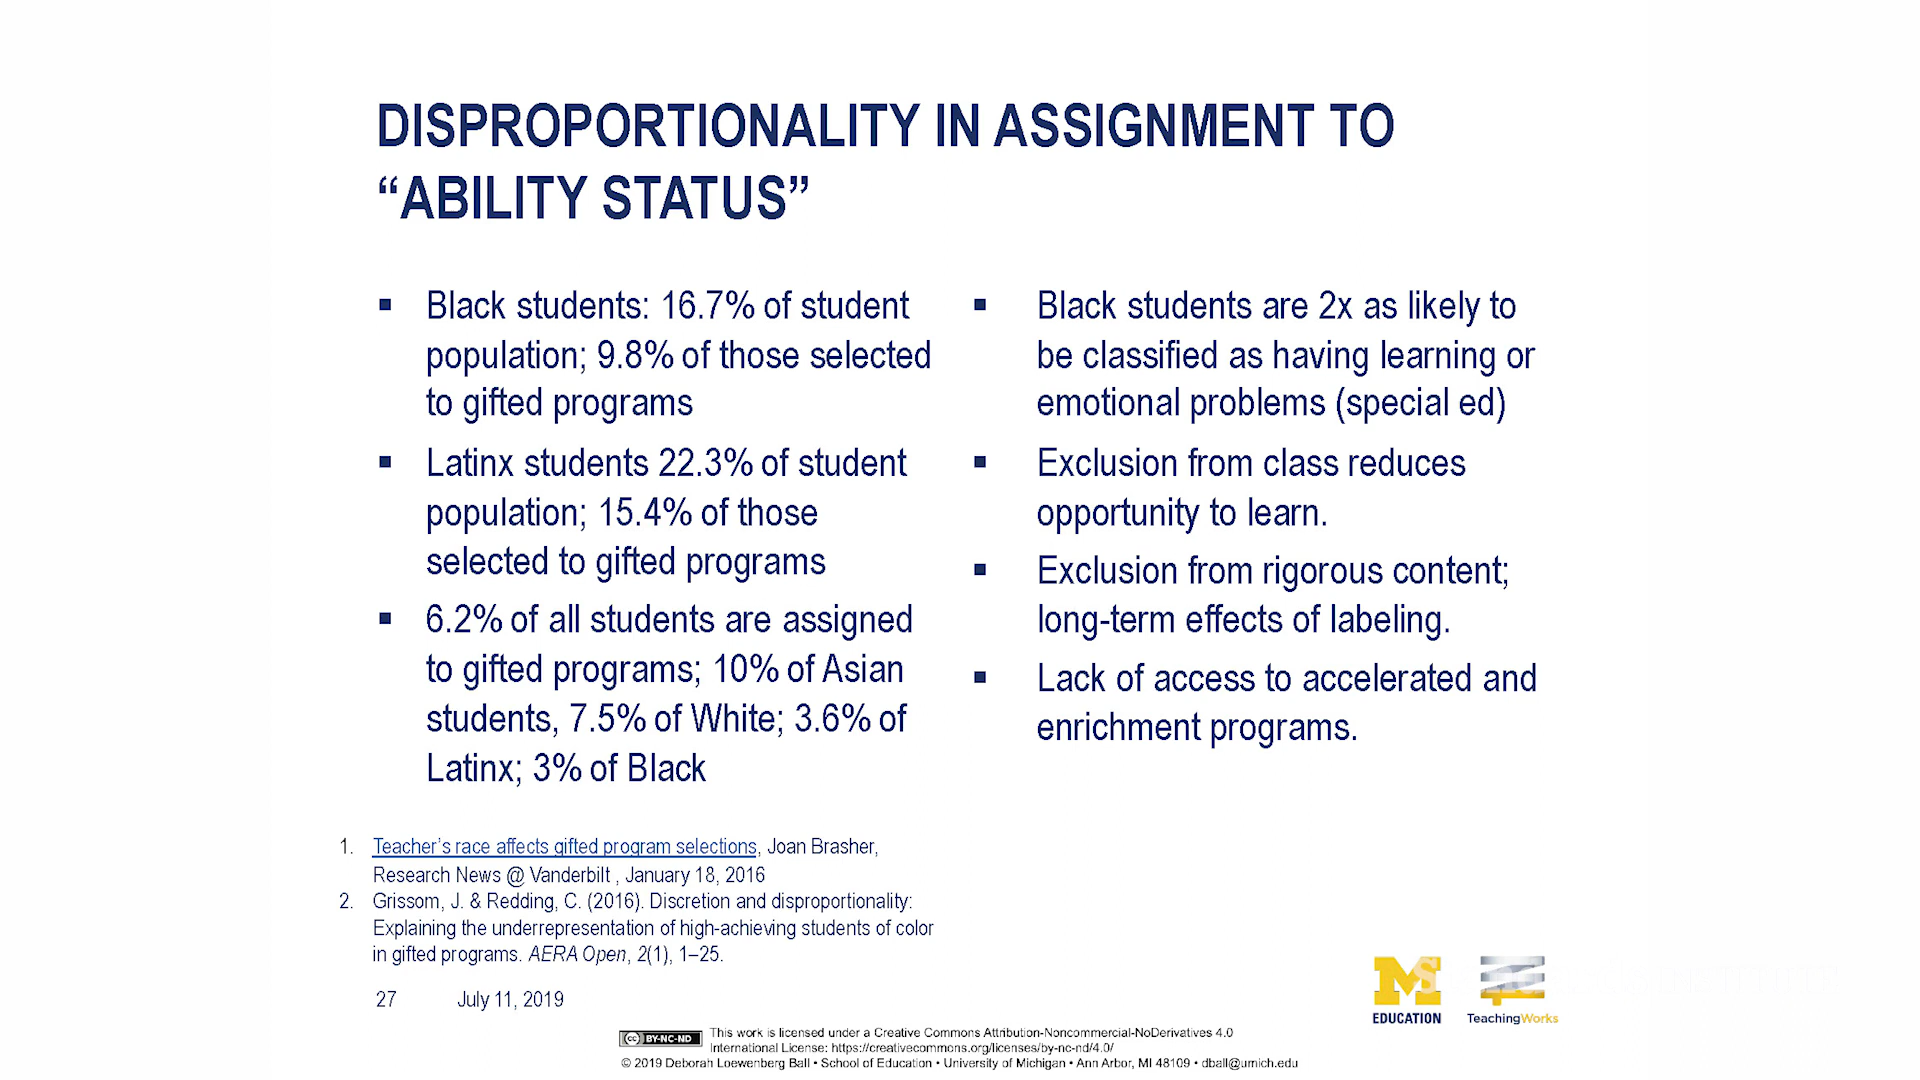 DISPROPORTIONALITY IN ASSIGNMENT TO
“ABILITY STATUS”
▪ Black students: 16.7% of student
population; 9.8% of those selected
to gifted programs
▪ Latinx students 22.3% of student
population; 15.4% of those
selected to gifted programs
▪ 6.2% of all students are assigned
to gifted programs; 10% of Asian
students, 7.5% of White; 3.6% of
Latinx; 3% of Black
▪ Black students are 2x as likely to
be classified as having learning or
emotional problems (special ed)
▪ Exclusion from class reduces
opportunity to learn.
▪ Exclusion from rigorous content;
long-term effects of labeling.
▪ Lack of access to accelerated and
enrichment programs.
1. Teacher’s race affects gifted program selections, Joan Brasher,
Research News @ Vanderbilt , January 18, 2016
2. Grissom, J. & Redding, C. (2016). Discretion and disproportionality:
Explaining the underrepresentation of high-achieving students of color
in gifted programs. AERA Open, 2(1), 1–25.
27 July 11, 2019
M
EDUCATION
TeachingWorks
cc BY-NC-ND
This work is licensed under a Creative Commons Attribution-Noncommercial-NoDerivatives 4.0
International License: https://creativecommons.org/licenses/by-nc-nd/4.0/
© 2019 Deborah Loewenberg Ball • School of Education • University of Michigan • Ann Arbor, MI 48109 • dball@umich.edu